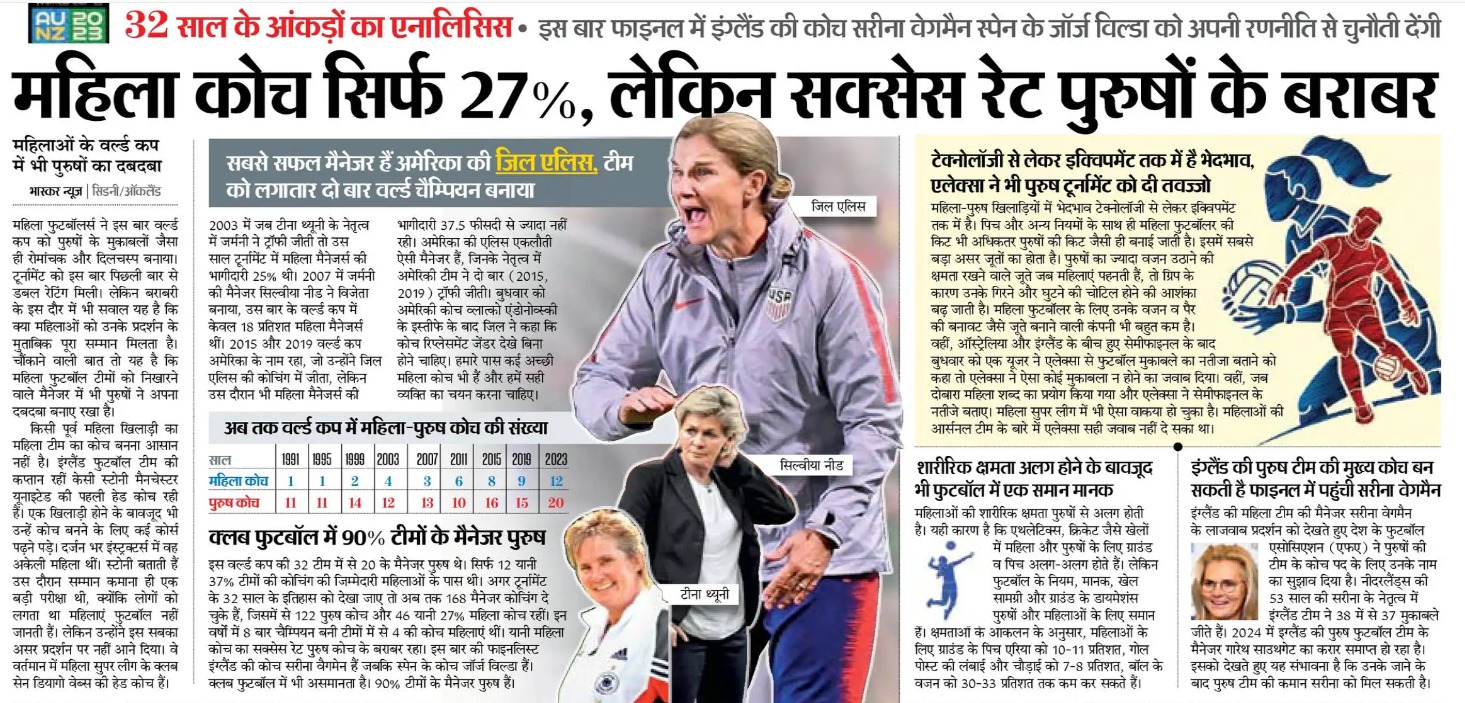 AU 20
NZ 23
32 साल के आंकड़ों का एनालिसिस • इस बार फाइनल में इंग्लैंड की कोच सरीना वेगमैन स्पेन के जॉर्ज विल्डा को अपनी रणनीति से चुनौती देंगी
महिला कोच सिर्फ 27%, लेकिन सक्सेस रेट पुरुषों के बराबर
महिलाओं के वर्ल्ड कप
में भी पुरुषों का दबदबा
भास्कर न्यूज | सिडनी/ऑकलैंड
महिला फुटबॉलर्स ने इस बार वर्ल्ड
कप को पुरुषों के मुकाबलों जैसा
ही रोमांचक और दिलचस्प बनाया।
टूर्नामेंट को इस बार पिछली बार से
डबल रेटिंग मिली। लेकिन बराबरी
के इस दौर में भी सवाल यह है कि
क्या महिलाओं को उनके प्रदर्शन के
मुताबिक पूरा सम्मान मिलता है।
चौंकाने वाली बात तो यह है कि
महिला फुटबॉल टीमों को निखारने
वाले मैनेजर में भी पुरुषों ने अपना
दबदबा बनाए रखा है।
किसी पूर्व महिला खिलाड़ी का
महिला टीम का कोच बनना आसान
नहीं है। इंग्लैंड फुटबॉल टीम की
कप्तान रहीं केसी स्टोनी मैनचेस्टर
यूनाइटेड की पहली हेड कोच रही
हैं। एक खिलाड़ी होने के बावजूद भी
उन्हें कोच बनने के लिए कई कोर्स
पढ़ने पड़े। दर्जन भर इंस्ट्रक्टर्स में वह
अकेली महिला थीं। स्टोनी बताती हैं
उस दौरान सम्मान कमाना ही एक
बड़ी परीक्षा थी, क्योंकि लोगों को
लगता था महिलाएं फुटबॉल नहीं
जानती हैं। लेकिन उन्होंने इस सबका
असर प्रदर्शन पर नहीं आने दिया। वे
वर्तमान में महिला सुपर लीग के क्लब
सेन डियागो वेब्स की हेड कोच हैं।
सबसे सफल मैनेजर हैं अमेरिका की जिल एलिस, टीम
को लगातार दो बार वर्ल्ड चैम्पियन बनाया
2003 में जब टीना थ्यूनी के नेतृत्व
में जर्मनी ने ट्रॉफी जीती तो उस
साल टूर्नामेंट में महिला मैनेजर्स की
भागीदारी 25% थी। 2007 में जर्मनी
की मैनेजर सिल्वीया नीड ने विजेता
बनाया, उस बार के वर्ल्ड कप में
केवल 18 प्रतिशत महिला मैनेजर्स
थीं। 2015 और 2019 वर्ल्ड कप
अमेरिका के नाम रहा, जो उन्होंने जिल
एलिस की कोचिंग में जीता, लेकिन
उस दौरान भी महिला मैनेजर्स की
भागीदारी 37.5 फीसदी से ज्यादा नहीं
रही। अमेरिका की एलिस एकलौती
ऐसी मैनेजर हैं, जिनके नेतृत्व में
अमेरिकी टीम ने दो बार (2015,
2019) ट्रॉफी जीती। बुधवार को
अमेरिकी कोच व्लात्को एंडोनोव्स्की
के इस्तीफे के बाद जिल ने कहा कि
कोच रिप्लेसमेंट जेंडर देखे बिना
होने चाहिए। हमारे पास कई अच्छी
महिला कोच भी हैं और हमें सही
व्यक्ति का चयन करना चाहिए।
जिल एलिस
सिल्वीया नीड
टीना थ्यूनी
अब तक वर्ल्ड कप में महिला-पुरुष कोच की संख्या
साल 1991 1995 1999 2003 2007 2011 2015 2019 2023
महिला कोच 1 1 2 4 3 6 8 9 12
पुरुष कोच 11 11 14 12 13 10 16 15 20
क्लब फुटबॉल में 90% टीमों के मैनेजर पुरुष
इस वर्ल्ड कप की 32 टीम में से 20 के मैनेजर पुरुष थे। सिर्फ 12 यानी
37% टीमों की कोचिंग की जिम्मेदारी महिलाओं के पास थी। अगर टूर्नामेंट
के 32 साल के इतिहास को देखा जाए तो अब तक 168 मैनेजर कोचिंग दे
चुके हैं, जिसमें से 122 पुरुष कोच और 46 यानी 27% महिला कोच रहीं। इन
वर्षों में 8 बार चैम्पियन बनी टीमों में से 4 की कोच महिलाएं थीं। यानी महिला
कोच का सक्सेस रेट पुरुष कोच के बराबर रहा। इस बार की फाइनलिस्ट
इंग्लैंड की कोच सरीना वेगमैन हैं जबकि स्पेन के कोच जॉर्ज विल्डा हैं।
क्लब फुटबॉल में भी असमानता है। 90% टीमों के मैनेजर पुरुष हैं।
टेक्नोलॉजी से लेकर इक्विपमेंट तक में है भेदभाव,
एलेक्सा ने भी पुरुष टूर्नामेंट को दी तवज्जो
महिला-पुरुष खिलाड़ियों में भेदभाव टेक्नोलॉजी से लेकर इक्विपमेंट
तक में है। पिच और अन्य नियमों के साथ ही महिला फुटबॉलर की
किट भी अधिकतर पुरुषों की किट जैसी ही बनाई जाती है। इसमें सबसे
बड़ा असर जूतों का होता है। पुरुषों का ज्यादा वजन उठाने की
क्षमता रखने वाले जूते जब महिलाएं पहनती हैं, तो ग्रिप के
कारण उनके गिरने और घुटने की चोटिल होने की आशंका
बढ़ जाती है। महिला फुटबॉलर के लिए उनके वजन व पैर
की बनावट जैसे जूते बनाने वाली कंपनी भी बहुत कम है।
वहीं, ऑस्ट्रेलिया और इंग्लैंड के बीच हुए सेमीफाइनल के बाद
बुधवार को एक यूजर ने एलेक्सा से फुटबॉल मुकाबले का नतीजा बताने को
कहा तो एलेक्सा ने ऐसा कोई मुकाबला न होने का जवाब दिया। वहीं, जब
दोबारा महिला शब्द का प्रयोग किया गया और एलेक्सा ने सेमीफाइनल के
नतीजे बताए। महिला सुपर लीग में भी ऐसा वाकया हो चुका है। महिलाओं की
आर्सनल टीम के बारे में एलेक्सा सही जवाब नहीं दे सका था।
शारीरिक क्षमता अलग होने के बावजूद
भी फुटबॉल में एक समान मानक
महिलाओं की शारीरिक क्षमता पुरुषों से अलग होती
है। यही कारण है कि एथलेटिक्स, क्रिकेट जैसे खेलों
में महिला और पुरुषों के लिए ग्राउंड
व पिच अलग-अलग होते हैं। लेकिन
फुटबॉल के नियम, मानक, खेल
सामग्री और ग्राउंड के डायमेंशंस
पुरुषों और महिलाओं के लिए समान
हैं। क्षमताओं के आकलन के अनुसार, महिलाओं के
लिए ग्राउंड के पिच एरिया को 10-11 प्रतिशत, गोल
पोस्ट की लंबाई और चौड़ाई को 7-8 प्रतिशत, बॉल के
वजन को 30-33 प्रतिशत तक कम कर सकते हैं।
इंग्लैंड की पुरुष टीम की मुख्य कोच बन
सकती है फाइनल में पहुंची सरीना वेगमैन
इंग्लैंड की महिला टीम की मैनेजर सरीना वेगमैन
के लाजवाब प्रदर्शन को देखते हुए देश के फुटबॉल
एसोसिएशन (एफए) ने पुरुषों की
टीम के कोच पद के लिए उनके नाम
का सुझाव दिया है। नीदरलैंड्स की
53 साल की सरीना के नेतृत्व में
इंग्लैंड टीम ने 38 में से 37 मुकाबले
जीते हैं। 2024 में इंग्लैंड की पुरुष फुटबॉल टीम के
मैनेजर गारेथ साउथगेट का करार समाप्त हो रहा है।
इसको देखते हुए यह संभावना है कि उनके जाने के
बाद पुरुष टीम की कमान सरीना को मिल सकती है।